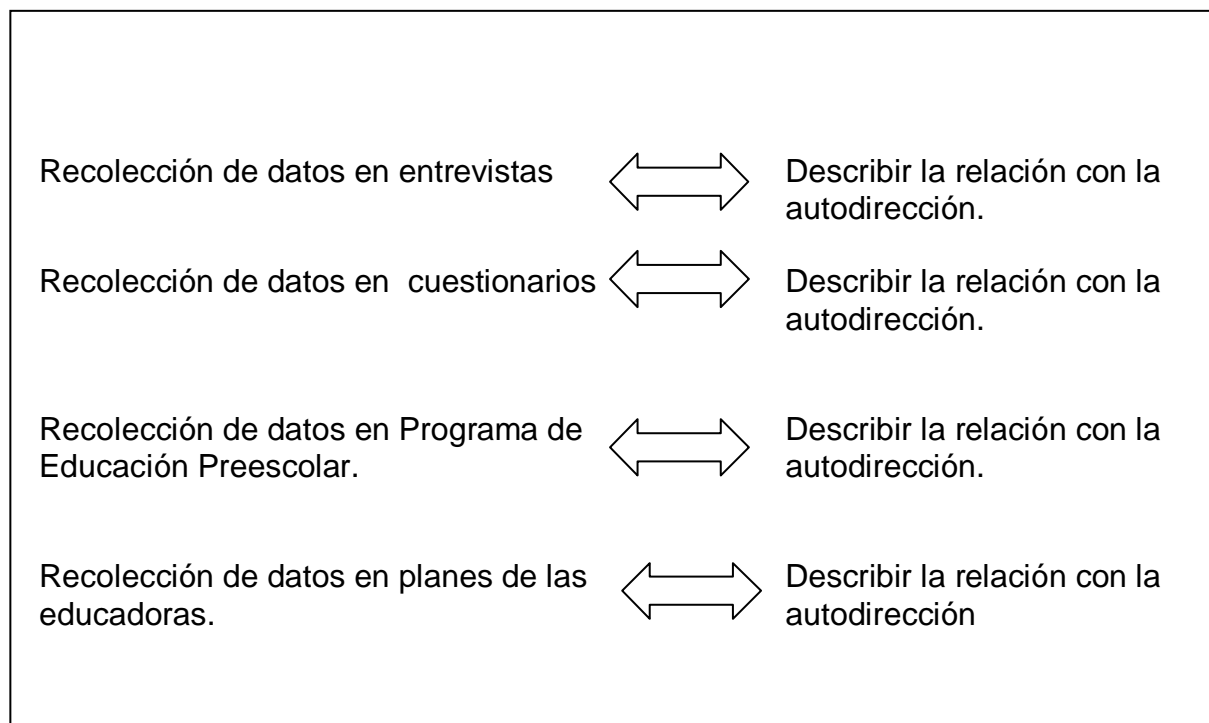 Recolección de datos en entrevistas
Describir la relación con la
autodirección.
Recolección de datos en cuestionarios
Describir la relación con la
autodirección.
Recolección de datos en Programa de
Educación Preescolar.
Describir la relación con la
autodirección.
Recolección de datos en planes de las
educadoras.
Describir la relación con la
autodirección